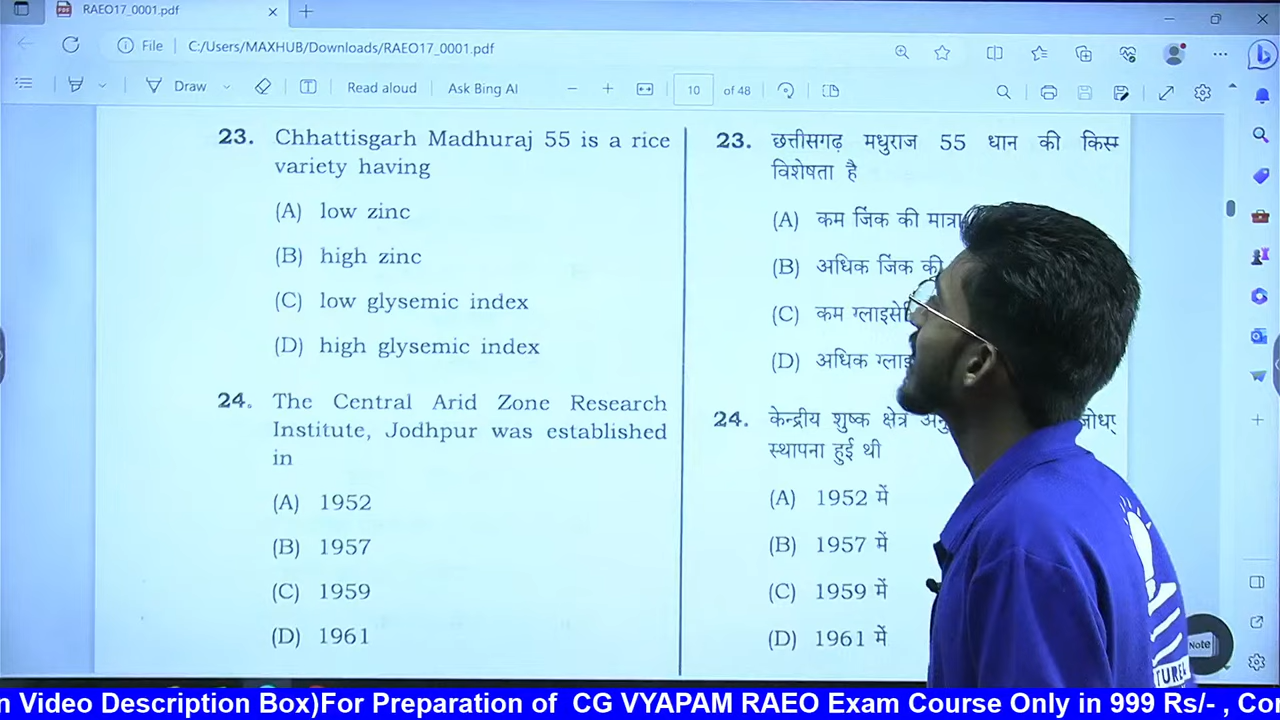 RAEO17_0001.pdf
File
C:/Users/MAXHUB/Downloads/RAEO17_0001.pdf
Draw
Read aloud
Ask Bing AI
10 of 48
23. Chhattisgarh Madhuraj 55 is a rice
variety having
(A) low zinc
(B) high zinc
(C) low glysemic index
(D) high glysemic index
24. The Central Arid Zone Research
Institute, Jodhpur was established
in
(A) 1952
(B) 1957
(C) 1959
(D) 1961
23. छत्तीसगढ़ मधुराज 55 धान की किस्म
विशेषता है
(A) कम जिंक की मात्रा
(B) अधिक जिंक की
(C) कम
(D) अधिक
24. केन्द्रीय शुष्क क्षेत्र
स्थापना हुई थी
(A) 1952 में
(B) 1957 में
(C) 1959 में
(D) 1961 में
Note
Video Description Box)For Preparation of CG VYAPAM RAEO Exam Course Only in 999 Rs/- ,